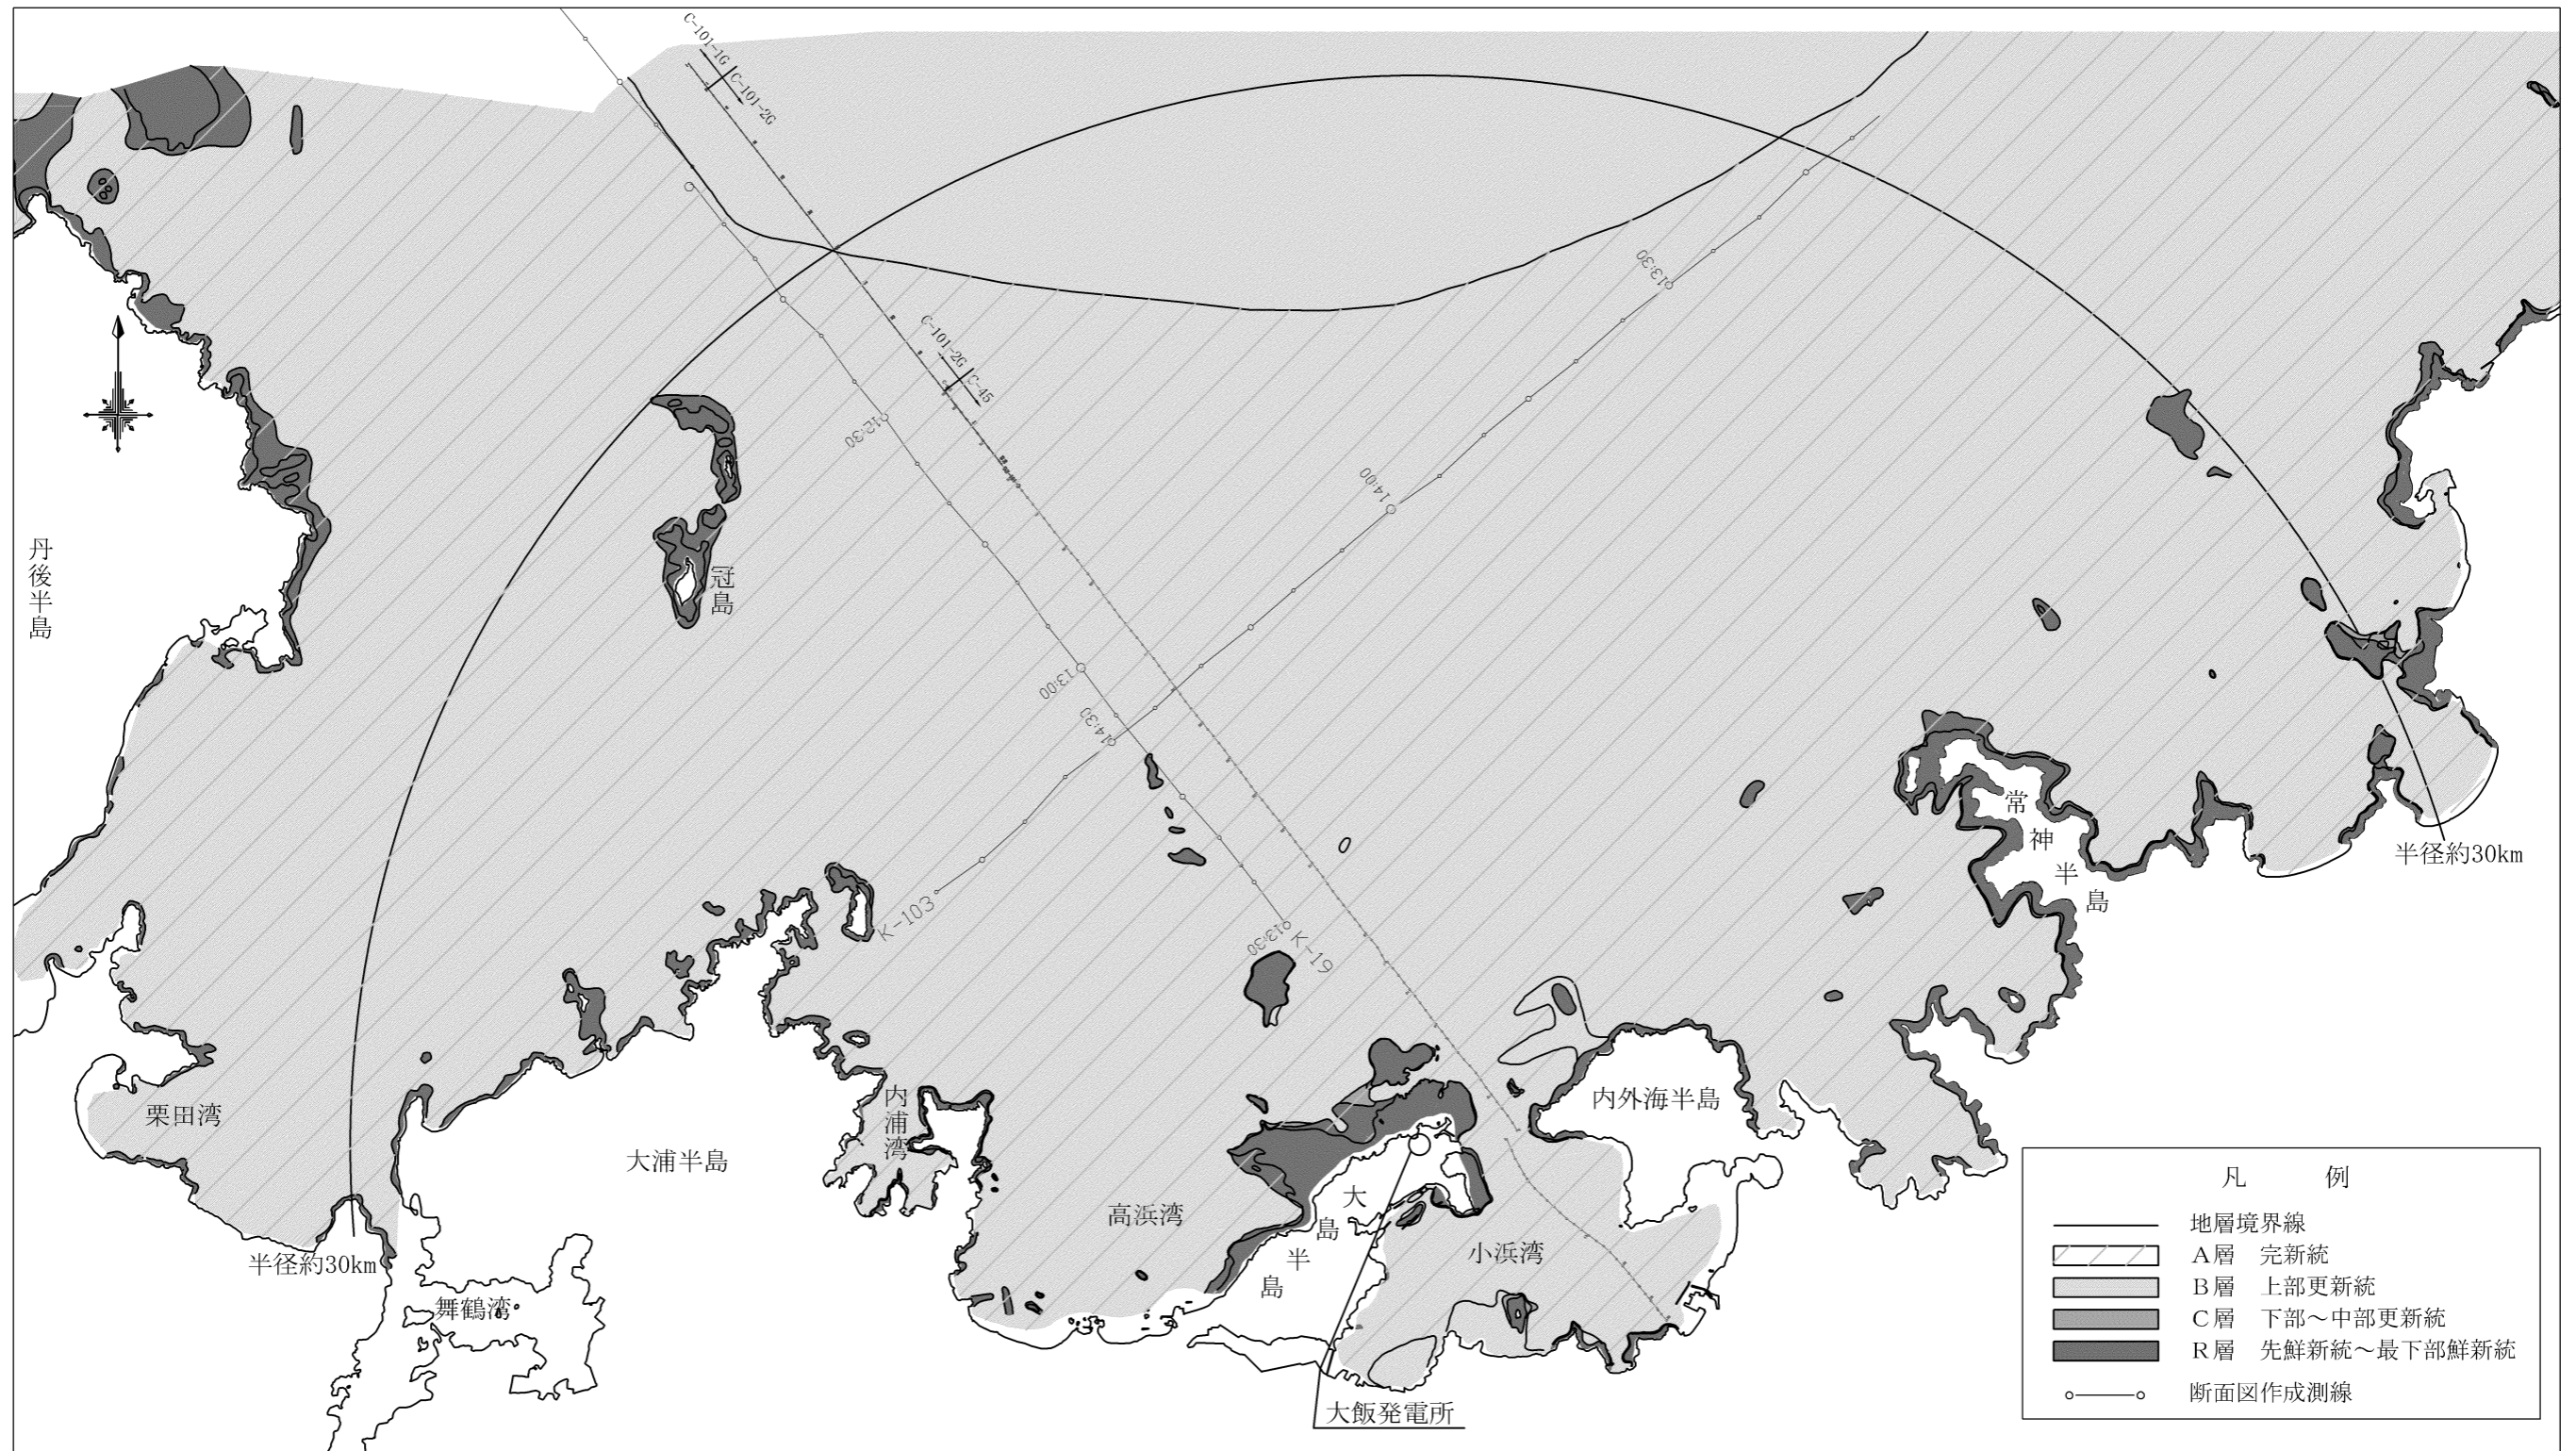 C-101-1G
C-101-2G
13:30
C-101-2G
C-45
12:30
14:00
丹後半島
冠島
13:00
14:30
常神半島
半径約30km
K-103
13:30
K-19
内浦湾
内外海半島
栗田湾
大浦半島
高浜湾
大島半島
小浜湾
半径約30km
舞鶴湾
大飯発電所
凡 例
地層境界線
A層 完新統
B層 上部更新統
C層 下部~中部更新統
R層 先鮮新統~最下部鮮新統
断面図作成測線